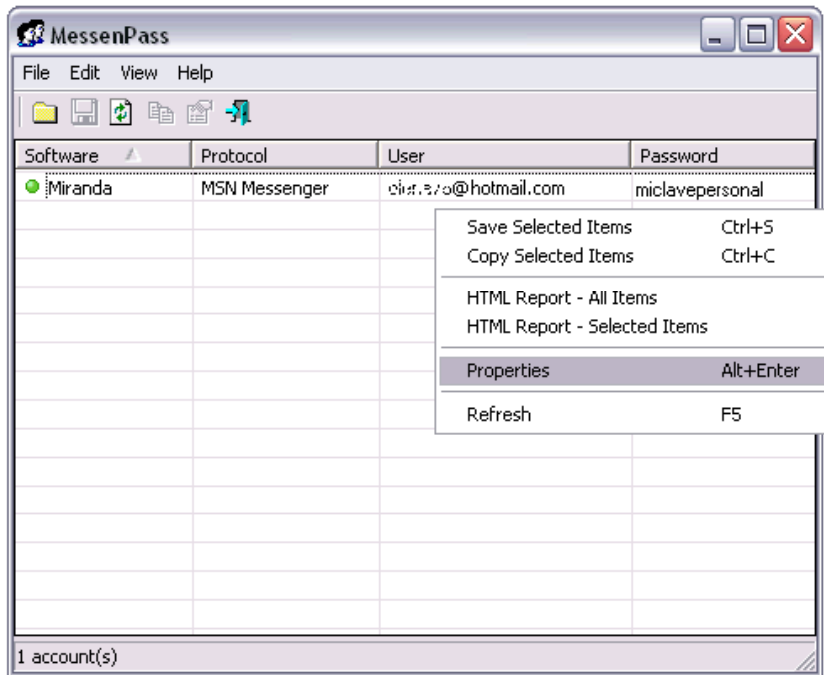 MessenPass
File Edit View Help
Software Protocol User Password
Miranda MSN Messenger @hotmail.com miclavepersonal
Save Selected Items Ctrl+S
Copy Selected Items Ctrl+C
HTML Report - All Items
HTML Report - Selected Items
Properties Alt+Enter
Refresh F5
1 account(s)